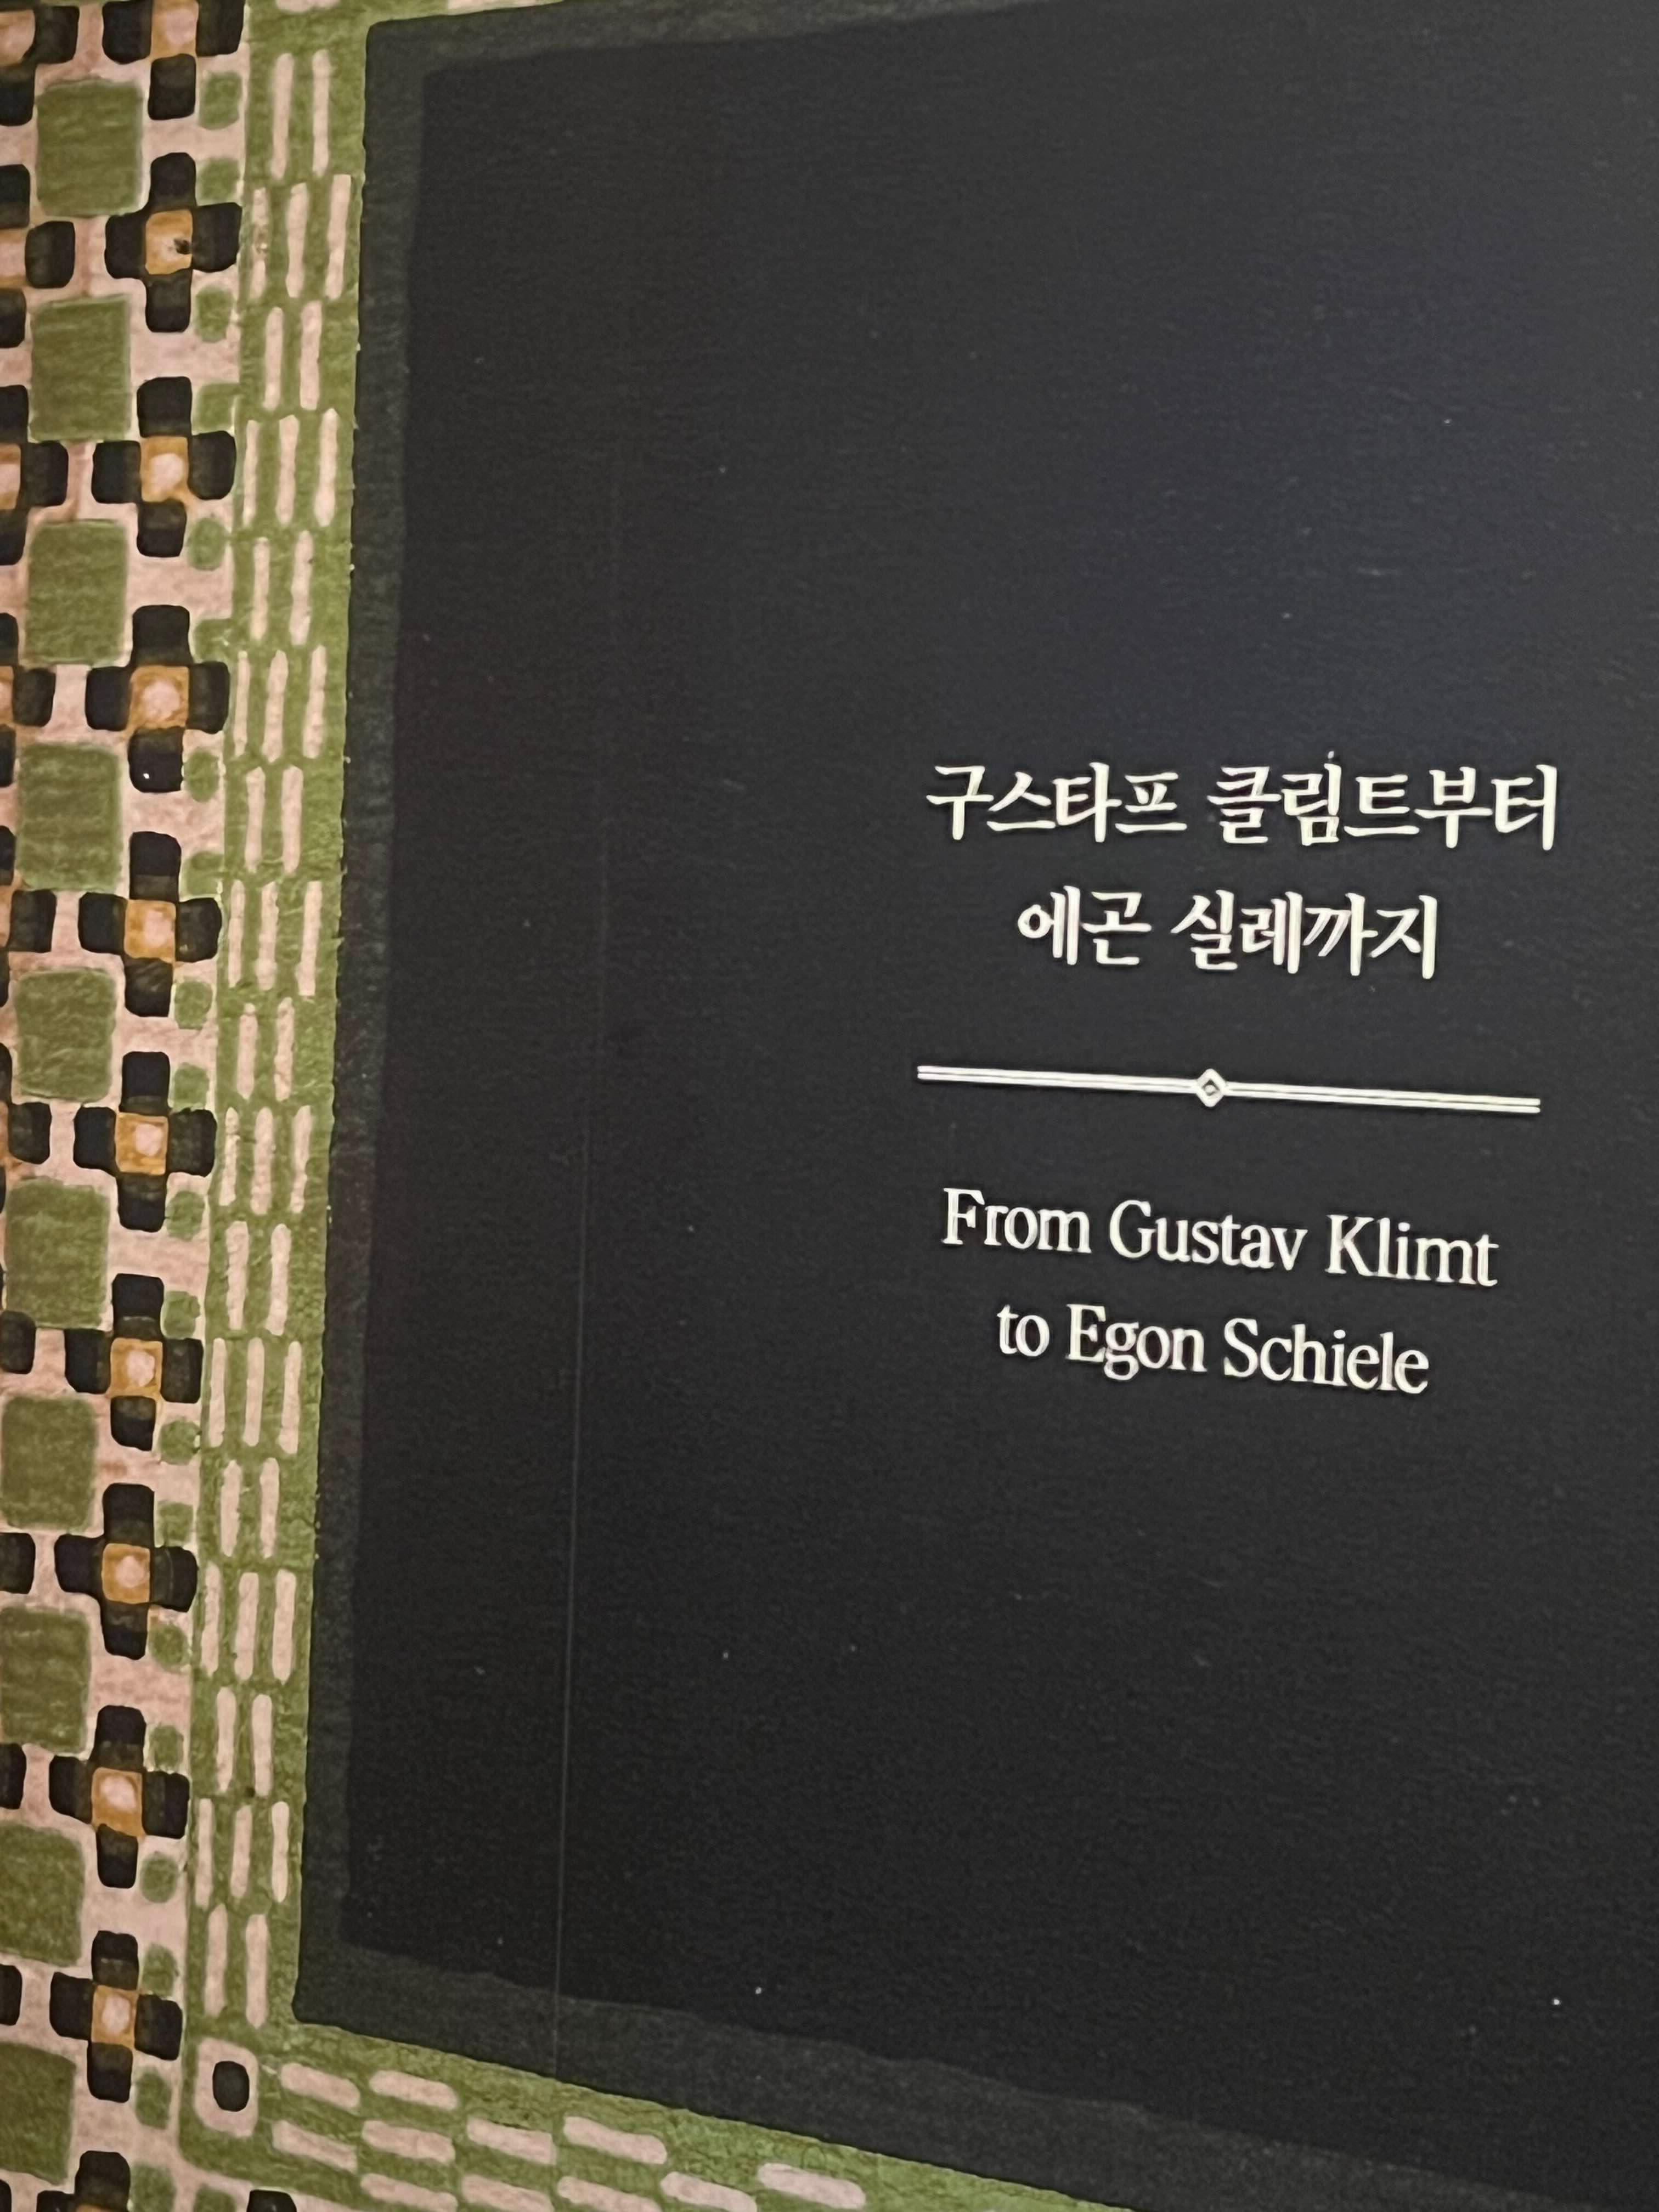 구스타프 클림트부터
에곤 실레까지
From Gustav Klimt
to Egon Schiele